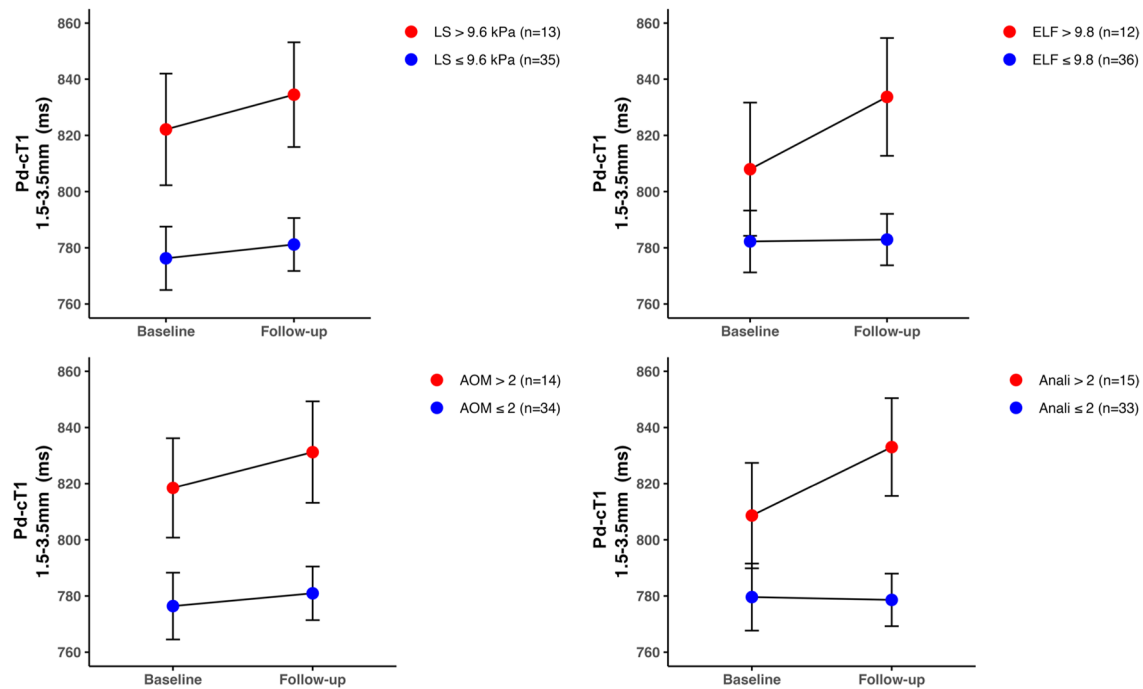 860
840
820
800
780
760
Pd-cT1
1.5-3.5mm (ms)
Baseline
Follow-up
LS > 9.6 kPa (n=13)
LS ≤ 9.6 kPa (n=35)
860
840
820
800
780
760
Pd-cT1
1.5-3.5mm (ms)
Baseline
Follow-up
ELF > 9.8 (n=12)
ELF ≤ 9.8 (n=36)
860
840
820
800
780
760
Pd-cT1
1.5-3.5mm (ms)
Baseline
Follow-up
AOM > 2 (n=14)
AOM ≤ 2 (n=34)
860
840
820
800
780
760
Pd-cT1
1.5-3.5mm (ms)
Baseline
Follow-up
Anali > 2 (n=15)
Anali ≤ 2 (n=33)